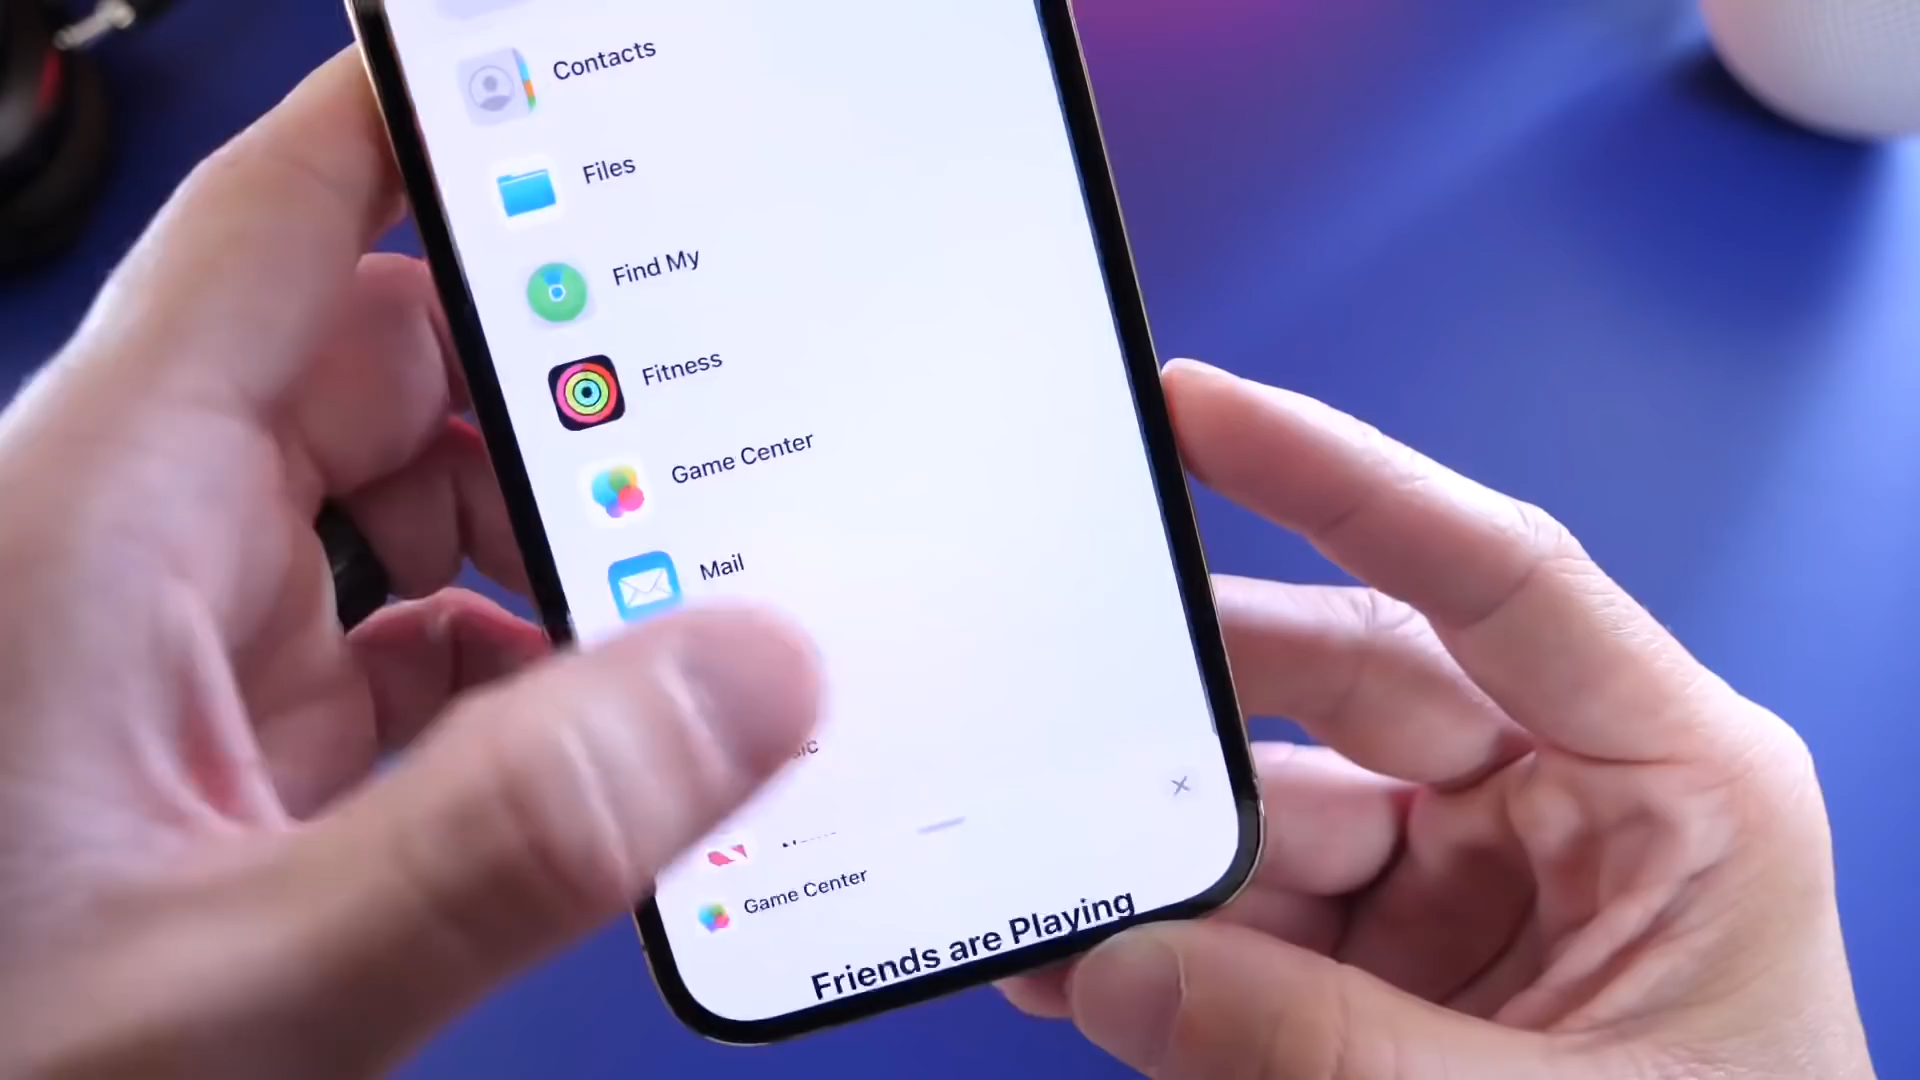 Contacts
Files
Find My
Fitness
Game Center
Mail
Game Center
Friends are Playing